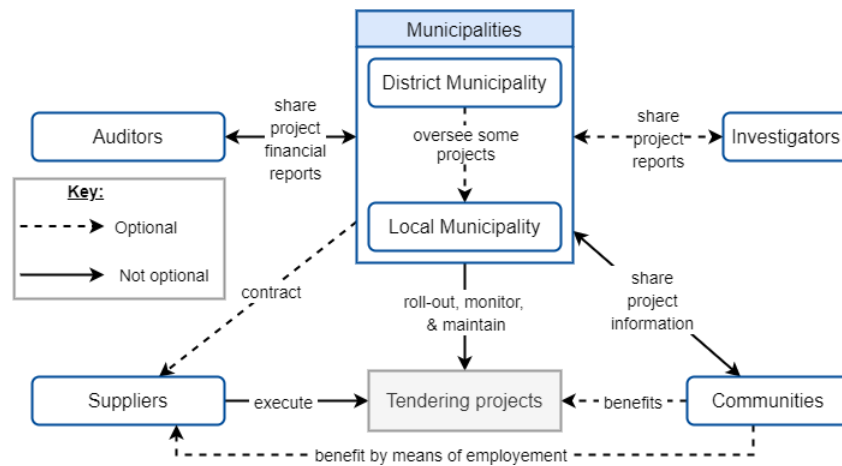 Municipalities
District Municipality
oversee some
projects
Local Municipality
Auditors
share
project
financial
reports
share
project
reports
Investigators
Key:
Optional
Not optional
contract
roll-out, monitor,
& maintain
share
project
information
Suppliers
execute
Tendering projects
benefits
Communities
benefit by means of employement